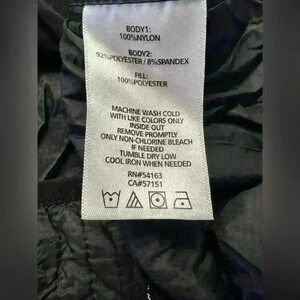 BODY1:
100%NYLON
BODY2:
92%POLYESTER / 8%SPANDEX
FILL:
100%POLYESTER
MACHINE WASH COLD
WITH LIKE COLORS ONLY
INSIDE OUT
REMOVE PROMPTLY
ONLY NON-CHLORINE BLEACH
IF NEEDED
TUMBLE DRY LOW
COOL IRON WHEN NEEDED
RN#54163
CA#57151